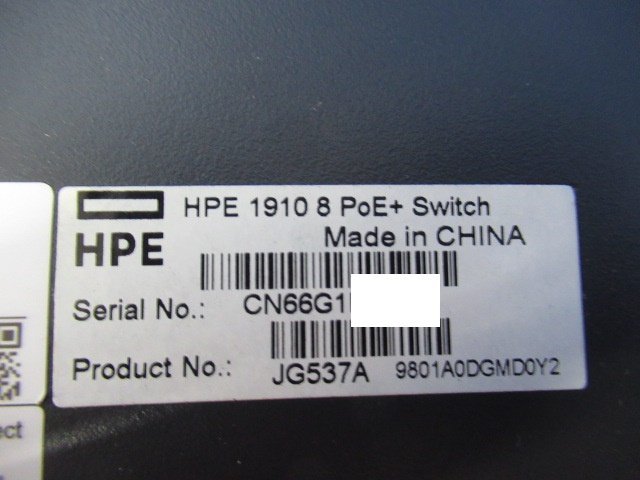 HPE 1910 8 PoE+ Switch
Made in CHINA
HPE
Serial No.: CN66G1
Product No.: JG537A 9801A0DGMD0Y2
ect